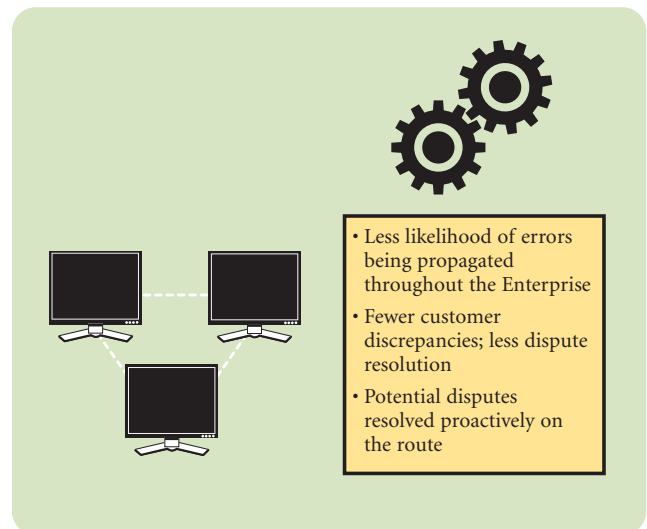 • Less likelihood of errors
being propagated
throughout the Enterprise
• Fewer customer
discrepancies; less dispute
resolution
• Potential disputes
resolved proactively on
the route